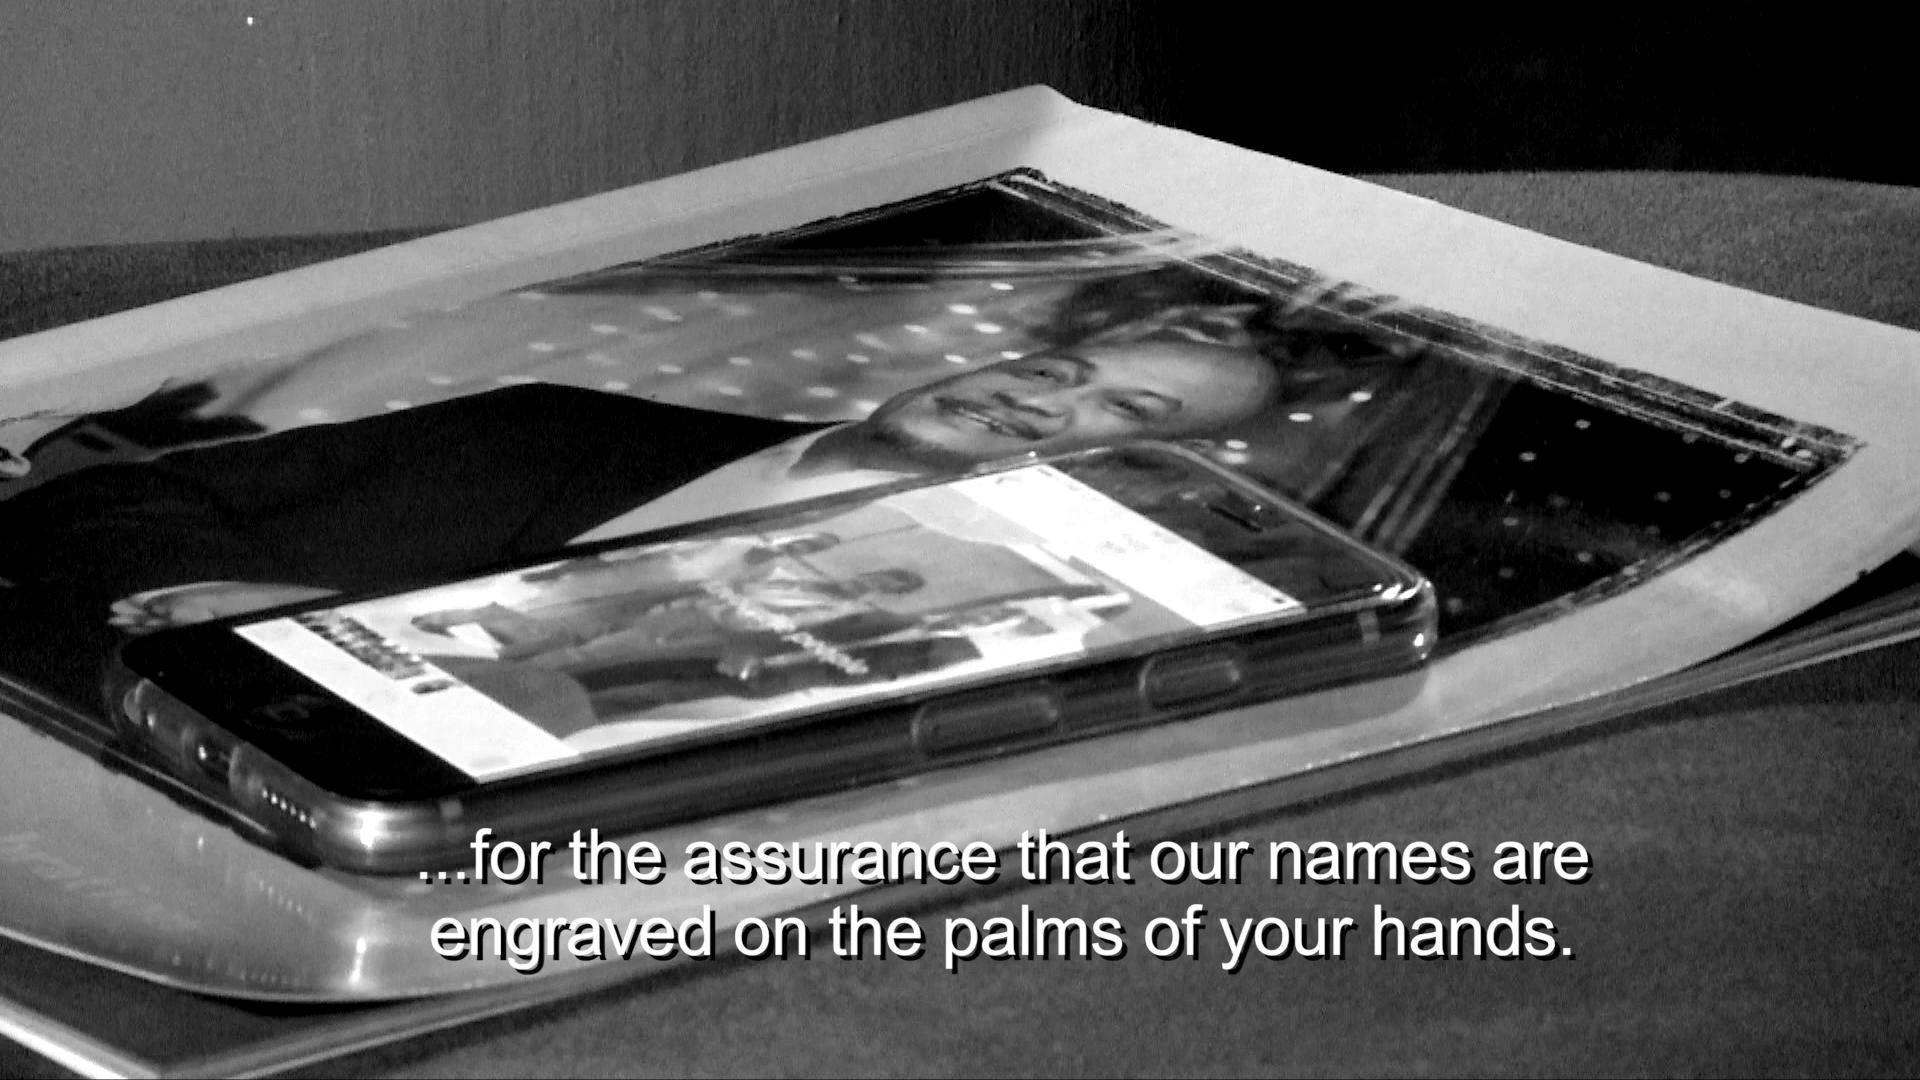 ...for the assurance that our names are
engraved on the palms of your hands.